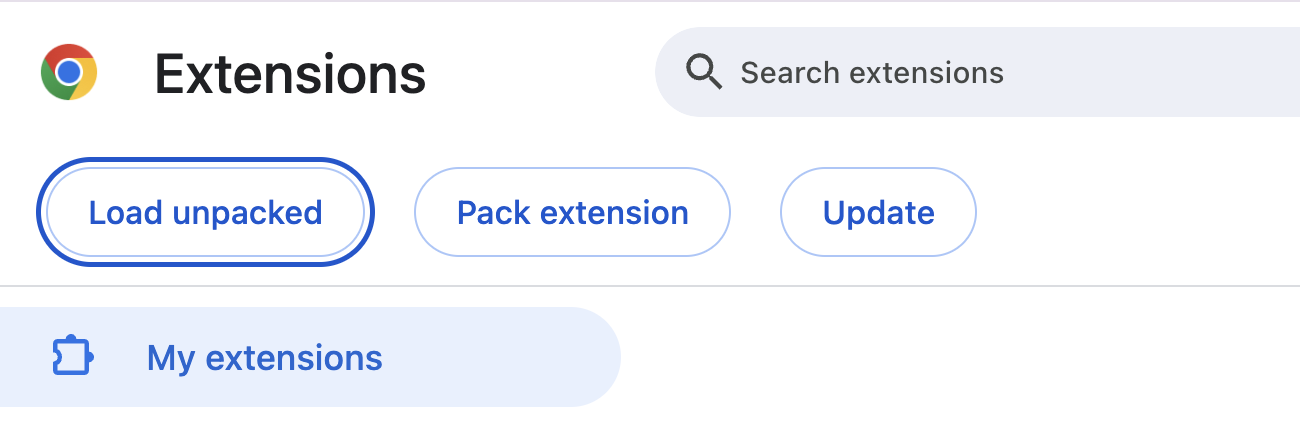 Extensions
Search extensions
Load unpacked
Pack extension
Update
My extensions